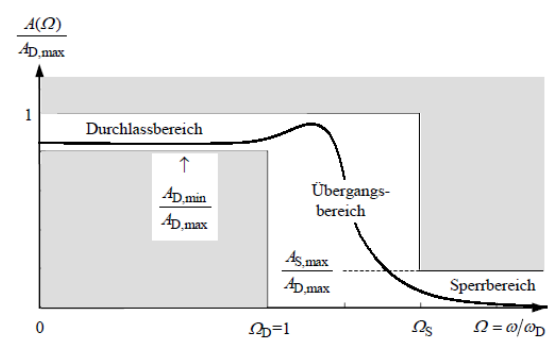 A(Ω)
A_D,max
1
Durchlassbereich
↑
A_D,min
A_D,max
Übergangs-
bereich
A_S,max
A_D,max
Sperrbereich
0
Ω_D=1
Ω_S
Ω = ω/ω_D